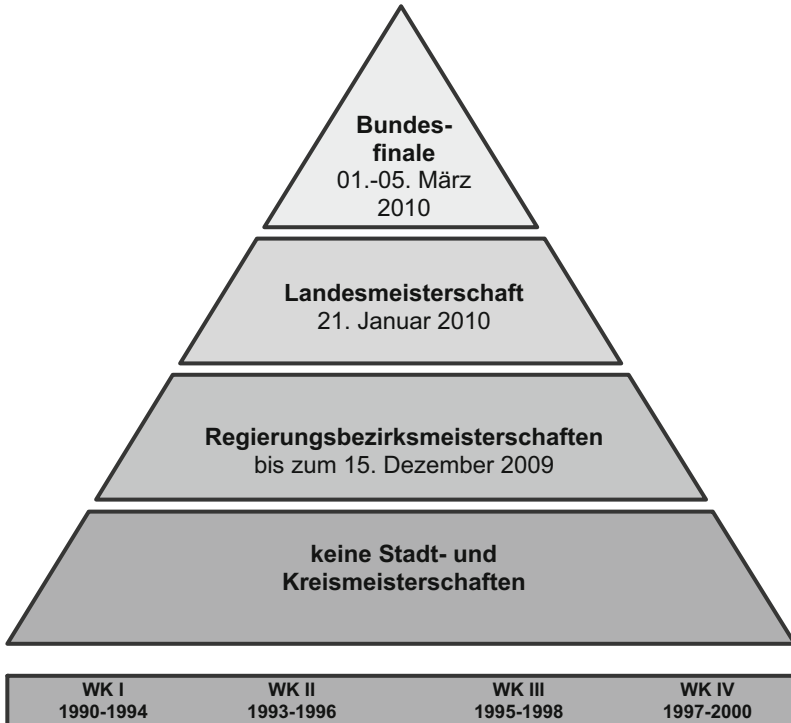 Bundes-
finale
01.-05. März
2010
Landesmeisterschaft
21. Januar 2010
Regierungsbezirksmeisterschaften
bis zum 15. Dezember 2009
keine Stadt- und
Kreismeisterschaften
WK I WK II WK III WK IV
1990-1994 1993-1996 1995-1998 1997-2000